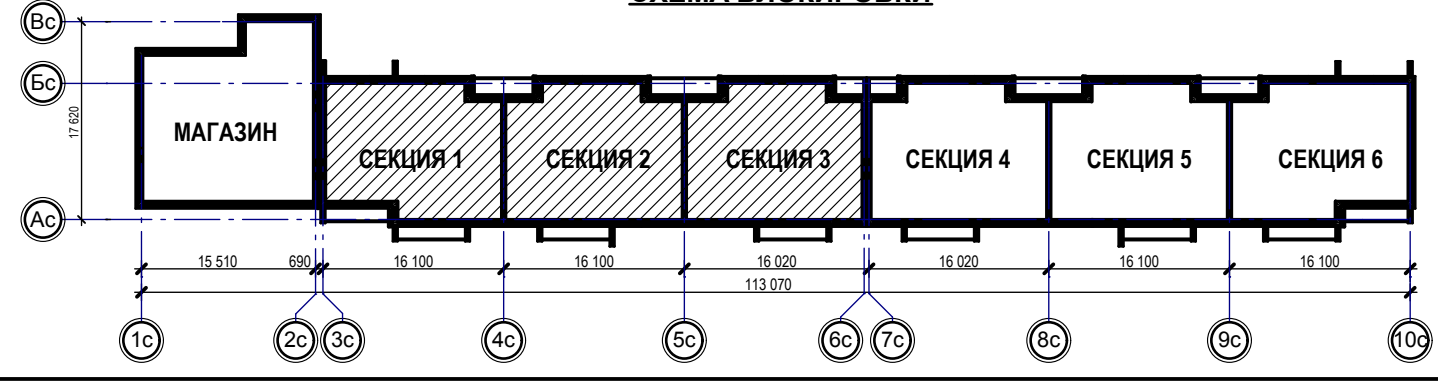 СХЕМА БЛОКИРОВКИ
Вс
Бс
17 620
МАГАЗИН
СЕКЦИЯ 1
СЕКЦИЯ 2
СЕКЦИЯ 3
СЕКЦИЯ 4
СЕКЦИЯ 5
СЕКЦИЯ 6
Ас
15 510 690 16 100 16 100 16 020 16 020 16 100 16 100
113 070
1с 2с 3с 4с 5с 6с 7с 8с 9с 10с